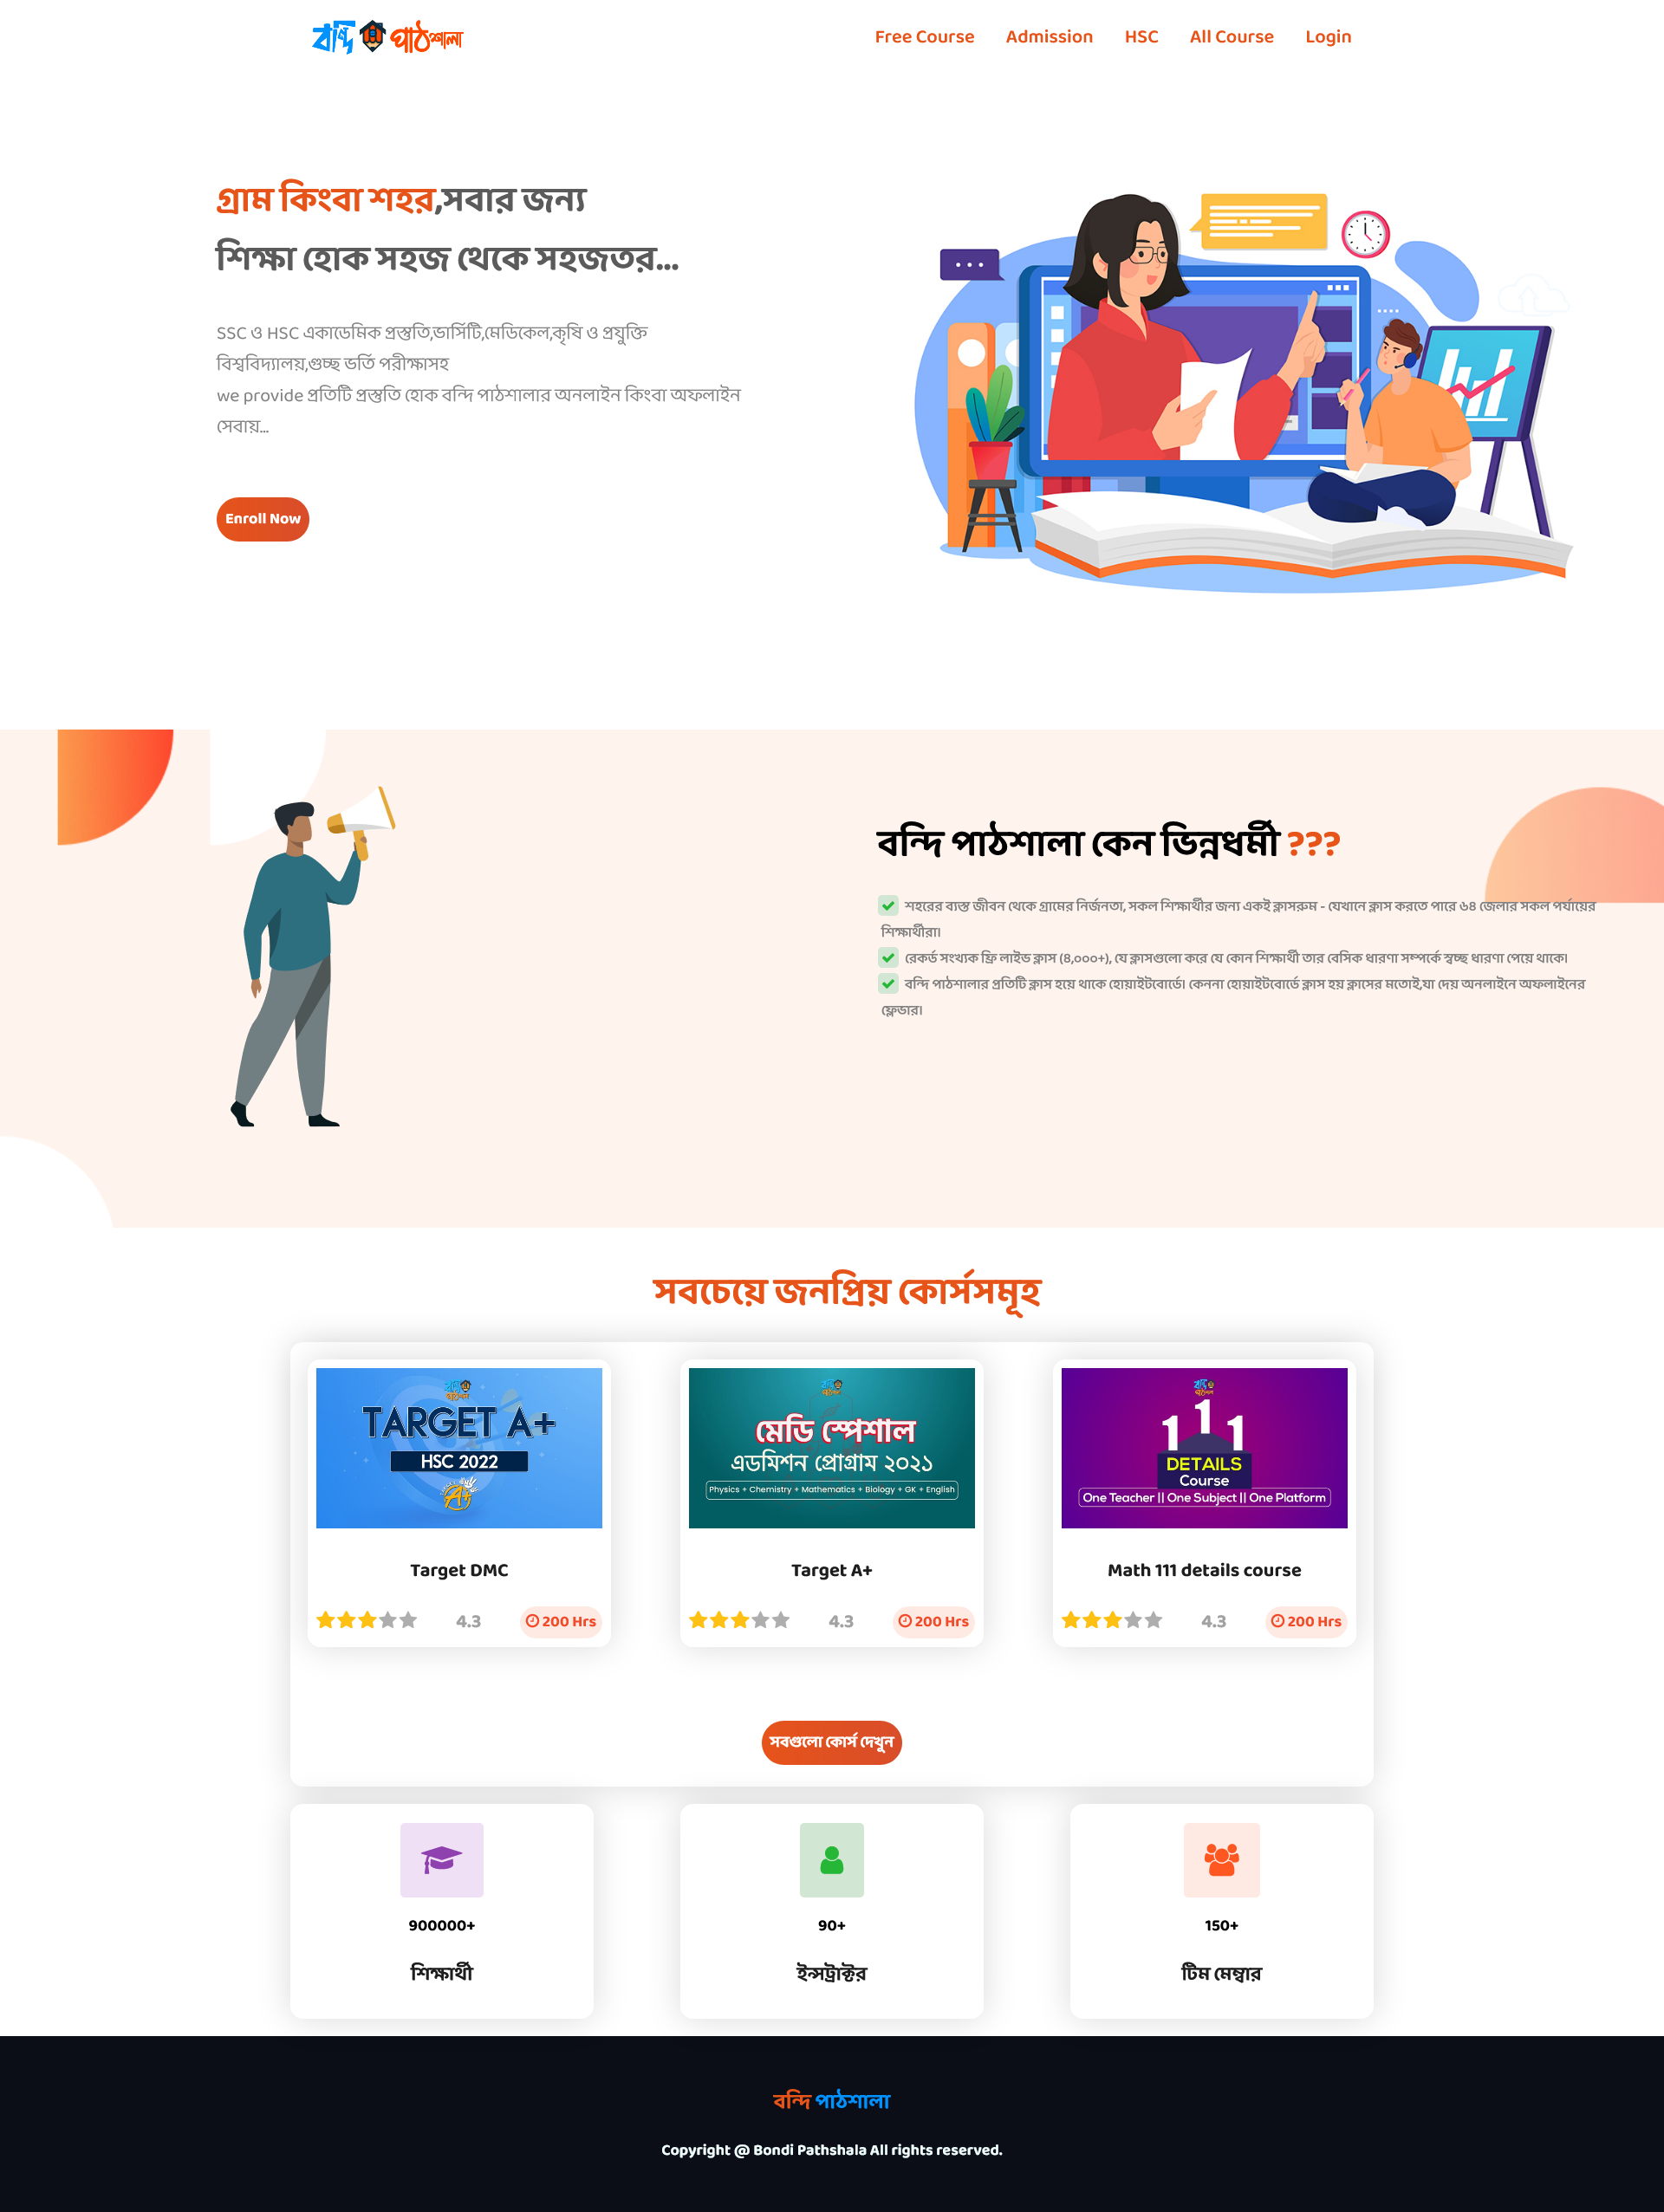 বন্দি পাঠশালা
Free Course Admission HSC All Course Login
গ্রাম কিংবা শহর,সবার জন্য
শিক্ষা হোক সহজ থেকে সহজতর...
SSC ও HSC একাডেমিক প্রস্তুতি,ভার্সিটি,মেডিকেল,কৃষি ও প্রযুক্তি
বিশ্ববিদ্যালয়,গুচ্ছ ভর্তি পরীক্ষাসহ
we provide প্রতিটি প্রস্তুতি হোক বন্দি পাঠশালার অনলাইন কিংবা অফলাইন
সেবায়...
Enroll Now
বন্দি পাঠশালা কেন ভিন্নধর্মী ???
শহরের ব্যস্ত জীবন থেকে গ্রামের নির্জনতা, সকল শিক্ষার্থীর জন্য একই ক্লাসরুম - যেখানে ক্লাস করতে পারে ৬৪ জেলার সকল পর্যায়ের
শিক্ষার্থীরা।
রেকর্ড সংখ্যক ফ্রি লাইভ ক্লাস (৪,০০০+), যে ক্লাসগুলো করে যে কোন শিক্ষার্থী তার বেসিক ধারণা সম্পর্কে স্বচ্ছ ধারণা পেয়ে থাকে।
বন্দি পাঠশালার প্রতিটি ক্লাস হয়ে থাকে হোয়াইটবোর্ডে। কেননা হোয়াইটবোর্ডে ক্লাস হয় ক্লাসের মতোই,যা দেয় অনলাইনে অফলাইনের
ফ্লেভার।
সবচেয়ে জনপ্রিয় কোর্সসমূহ
TARGET A+
HSC 2022
A+
Target DMC
4.3 200 Hrs
মেডি স্পেশাল
এডমিশন প্রোগ্রাম ২০২১
Physics + Chemistry + Mathematics + Biology + GK + English
Target A+
4.3 200 Hrs
111
DETAILS
Course
One Teacher || One Subject || One Platform
Math 111 details course
4.3 200 Hrs
সবগুলো কোর্স দেখুন
900000+
শিক্ষার্থী
90+
ইন্সট্রাক্টর
150+
টিম মেম্বার
বন্দি পাঠশালা
Copyright @ Bondi Pathshala All rights reserved.